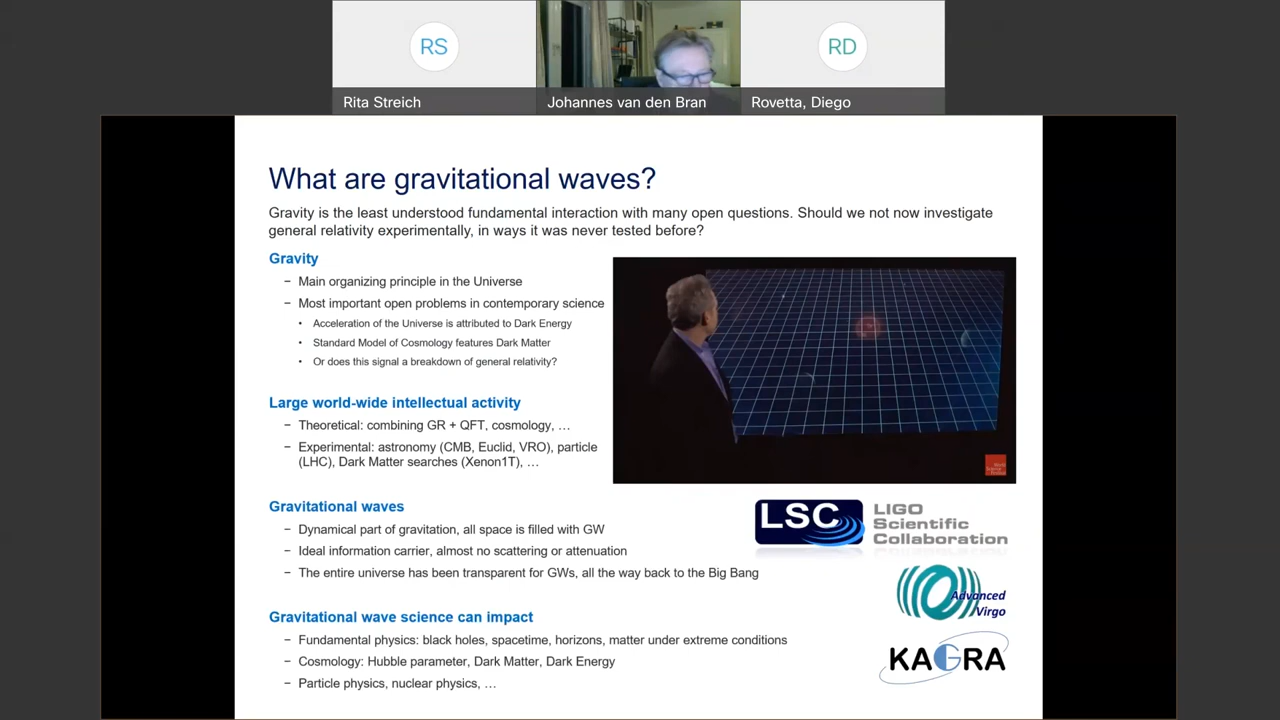 RS
RD
Rita Streich
Johannes van den Bran
Rovetta, Diego
What are gravitational waves?
Gravity is the least understood fundamental interaction with many open questions. Should we not now investigate
general relativity experimentally, in ways it was never tested before?
Gravity
− Main organizing principle in the Universe
− Most important open problems in contemporary science
• Acceleration of the Universe is attributed to Dark Energy
• Standard Model of Cosmology features Dark Matter
• Or does this signal a breakdown of general relativity?
Large world-wide intellectual activity
− Theoretical: combining GR + QFT, cosmology, …
− Experimental: astronomy (CMB, Euclid, VRO), particle
(LHC), Dark Matter searches (Xenon1T), …
Gravitational waves
− Dynamical part of gravitation, all space is filled with GW
− Ideal information carrier, almost no scattering or attenuation
− The entire universe has been transparent for GWs, all the way back to the Big Bang
Gravitational wave science can impact
− Fundamental physics: black holes, spacetime, horizons, matter under extreme conditions
− Cosmology: Hubble parameter, Dark Matter, Dark Energy
− Particle physics, nuclear physics, …
LSC
LIGO
Scientific
Collaboration
Advanced
Virgo
KAGRA